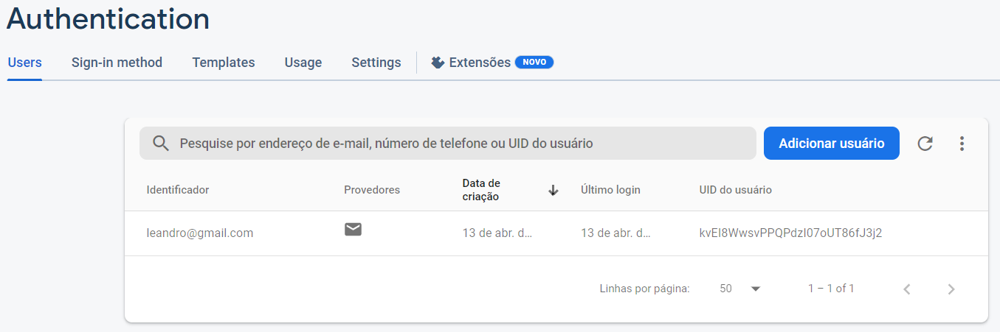 Authentication
Users Sign-in method Templates Usage Settings Extensões NOVO
Pesquise por endereço de e-mail, número de telefone ou UID do usuário Adicionar usuário
Identificador Provedores Data de criação Último login UID do usuário
leandro@gmail.com 13 de abr. d... 13 de abr. d... kvEI8WwsvPPQPdzI07oUT86fJ3j2
Linhas por página: 50 1 – 1 of 1